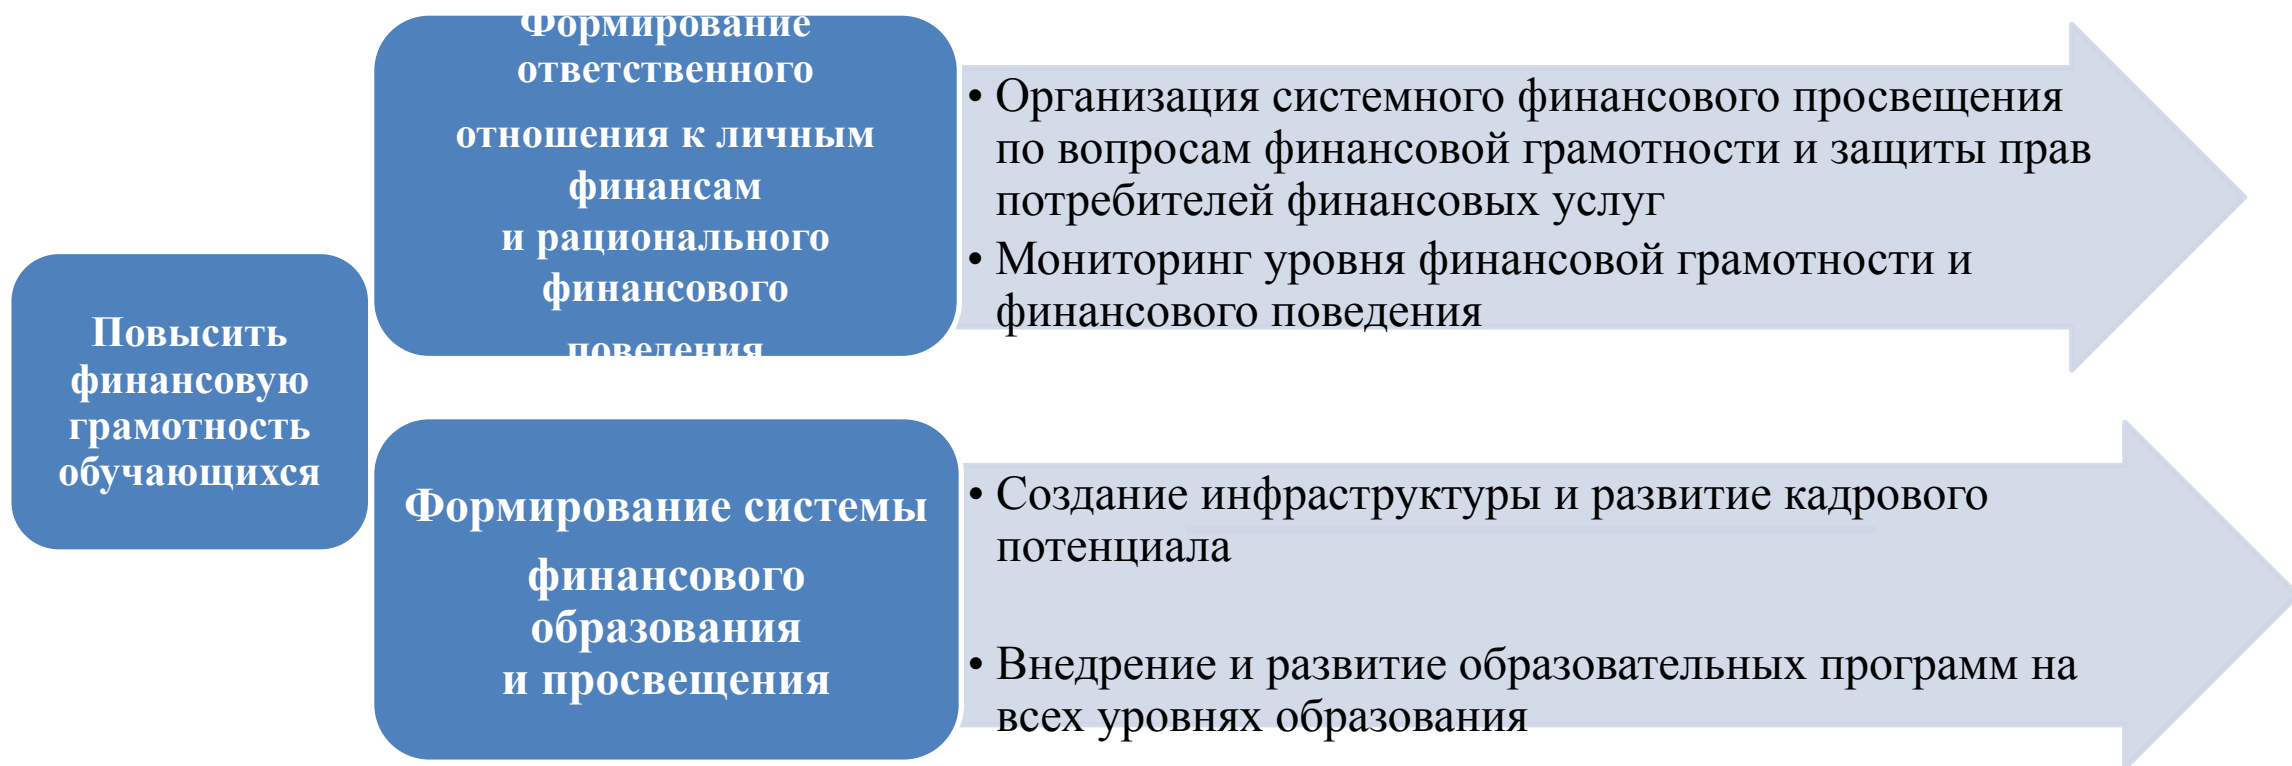 Повысить
финансовую
грамотность
обучающихся
Формирование
ответственного
отношения к личным
финансам
и рационального
финансового
поведения
• Организация системного финансового просвещения
по вопросам финансовой грамотности и защиты прав
потребителей финансовых услуг
• Мониторинг уровня финансовой грамотности и
финансового поведения
Формирование системы
финансового
образования
и просвещения
• Создание инфраструктуры и развитие кадрового
потенциала
• Внедрение и развитие образовательных программ на
всех уровнях образования